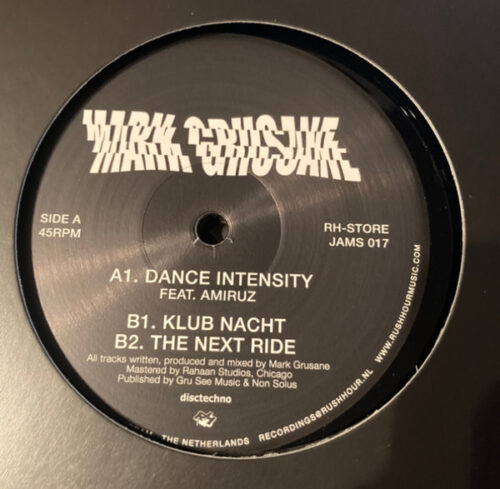 MARK GRUSANE
SIDE A
45RPM
RH-STORE
JAMS 017
A1. DANCE INTENSITY
FEAT. AMIRUZ
B1. KLUB NACHT
B2. THE NEXT RIDE
All tracks written, produced and mixed by Mark Grusane
Mastered by Rahaan Studios, Chicago
Published by Gru See Music & Non Solus
disctechno
THE NETHERLANDS RECORDINGS@RUSHHOUR.NL WWW.RUSHHOURMUSIC.COM